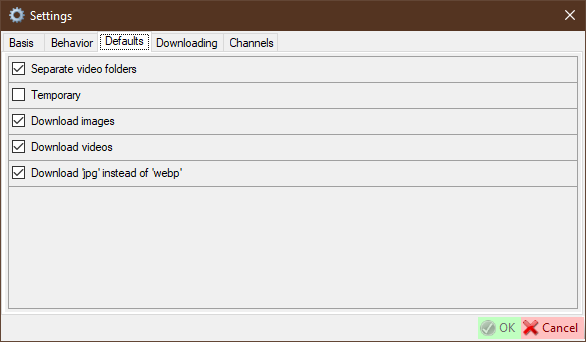 Settings
Basis Behavior Defaults Downloading Channels
Separate video folders
Temporary
Download images
Download videos
Download 'jpg' instead of 'webp'
OK Cancel